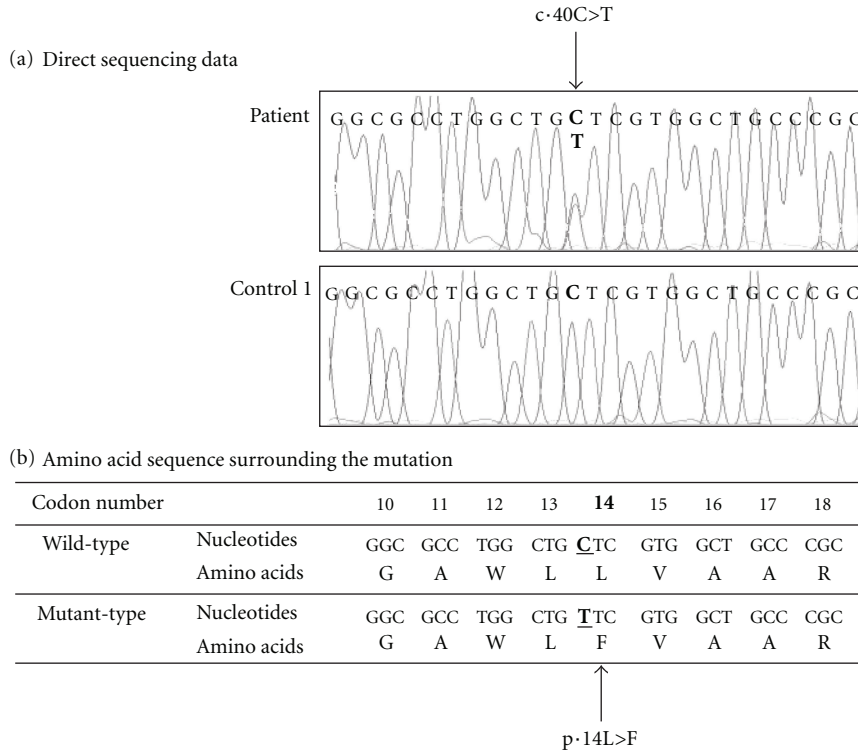 c·40C>T
(a) Direct sequencing data
Patient
G G C G C C T G G C T G C T C G T G G C T G C C C G C
T
Control 1
G G C G C C T G G C T G C T C G T G G C T G C C C G C
(b) Amino acid sequence surrounding the mutation
Codon number 10 11 12 13 14 15 16 17 18
Wild-type Nucleotides GGC GCC TGG CTG CTC GTG GCT GCC CGC
Amino acids G A W L L V A A R
Mutant-type Nucleotides GGC GCC TGG CTG TTC GTG GCT GCC CGC
Amino acids G A W L F V A A R
p·14L>F